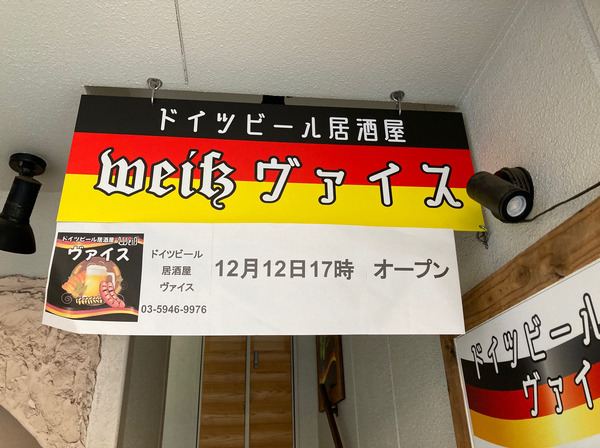 ドイツビール居酒屋
weiß ヴァイス
ドイツビール居酒屋
ヴァイス
ドイツビール
居酒屋
ヴァイス
03-5946-9976
12月12日17時 オープン
ドイツビール
ヴァイ